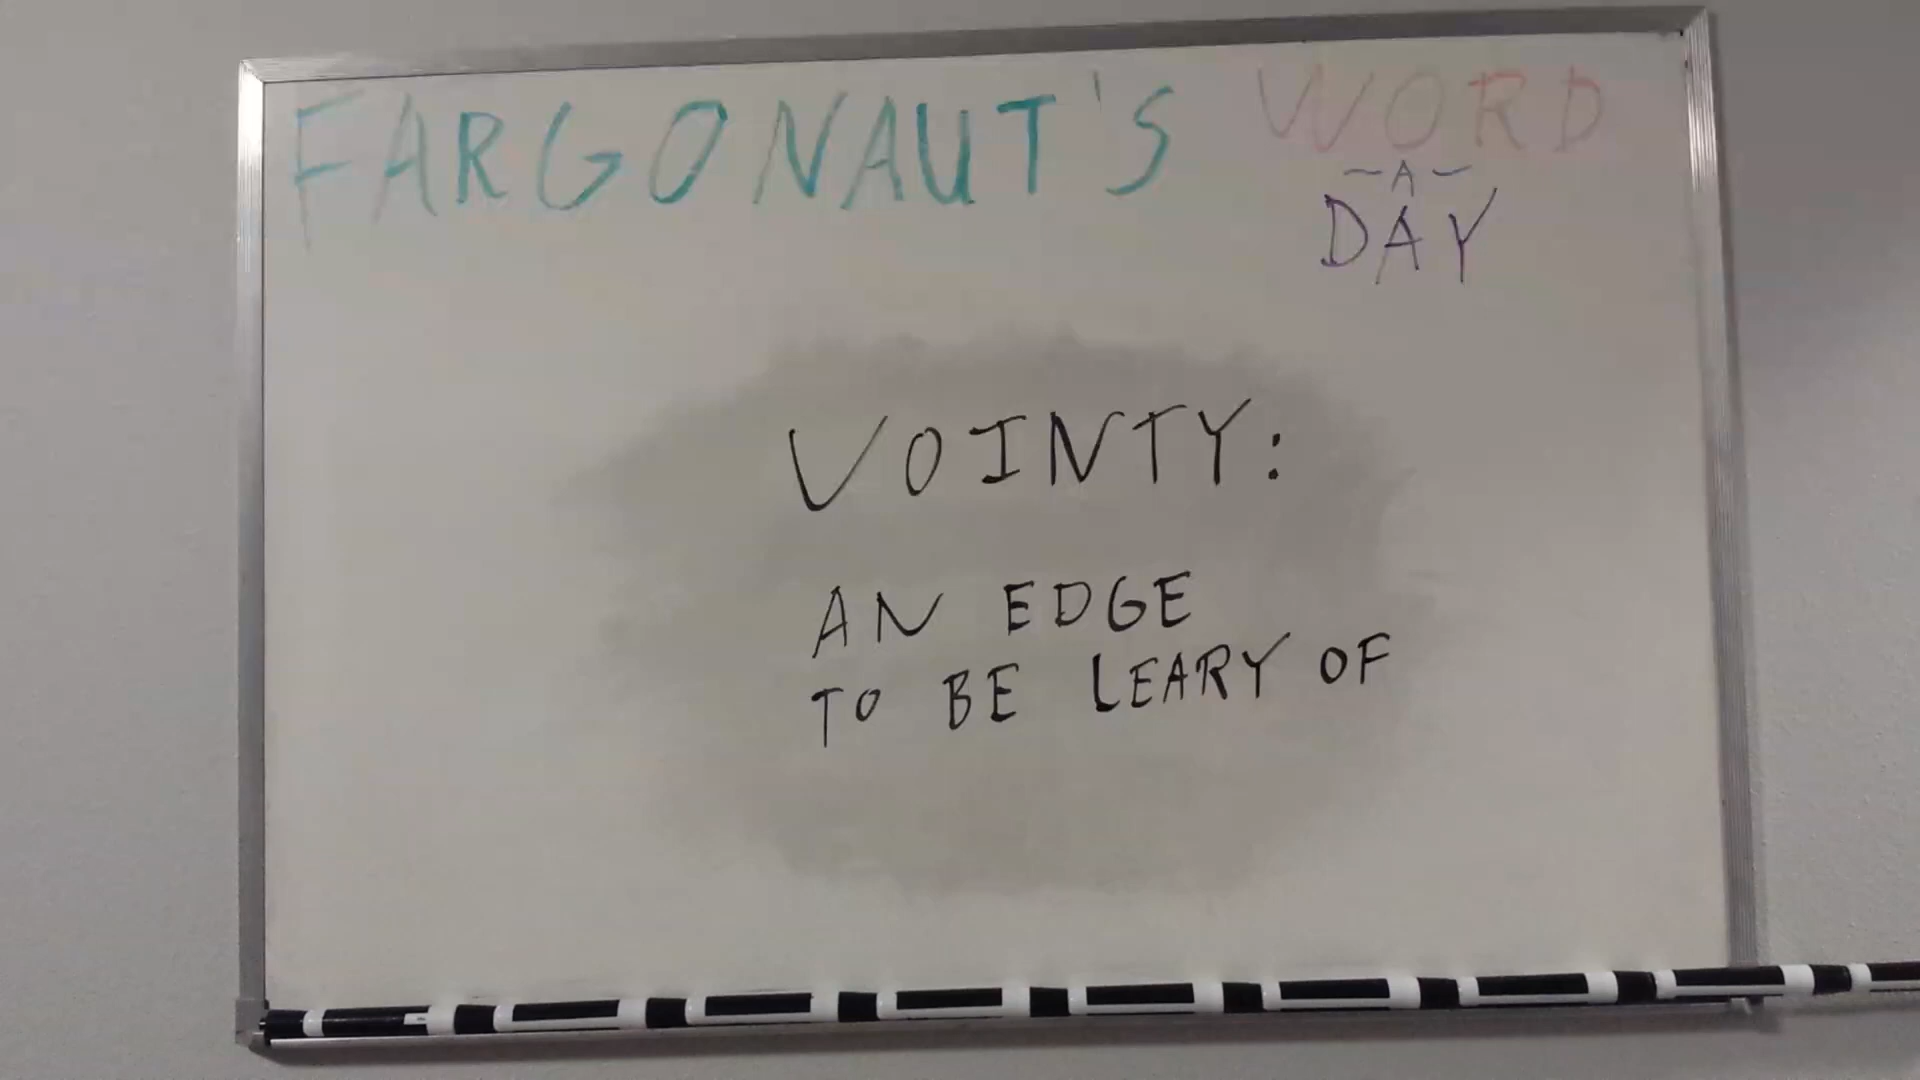 FARGONAUT'S WORD
~A~
DAY
VOINTY:
AN EDGE
TO BE LEARY OF